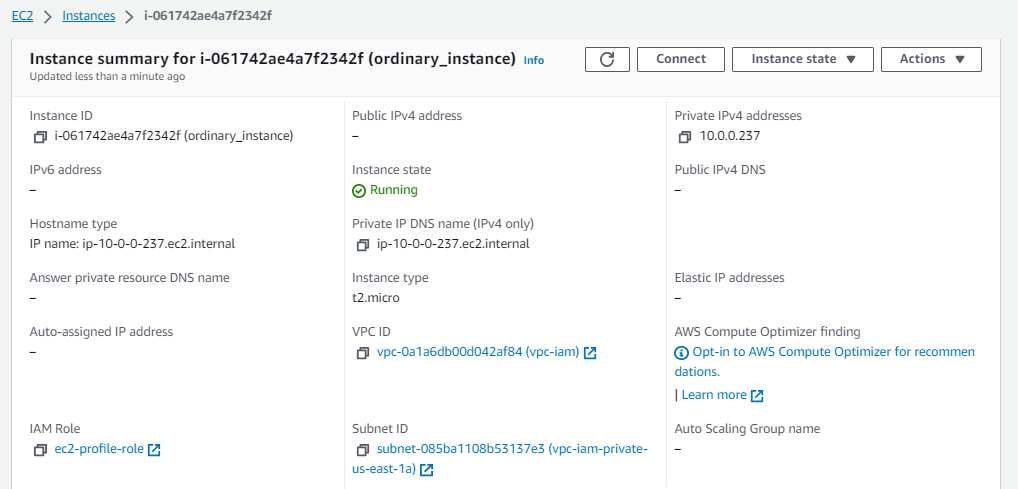 EC2 > Instances > i-061742ae4a7f2342f
Instance summary for i-061742ae4a7f2342f (ordinary_instance) Info
Updated less than a minute ago
Connect
Instance state
Actions
Instance ID
i-061742ae4a7f2342f (ordinary_instance)
Public IPv4 address
–
Private IPv4 addresses
10.0.0.237
IPv6 address
–
Instance state
Running
Public IPv4 DNS
–
Hostname type
IP name: ip-10-0-0-237.ec2.internal
Private IP DNS name (IPv4 only)
ip-10-0-0-237.ec2.internal
Answer private resource DNS name
–
Instance type
t2.micro
Elastic IP addresses
–
Auto-assigned IP address
–
VPC ID
vpc-0a1a6db00d042af84 (vpc-iam)
AWS Compute Optimizer finding
Opt-in to AWS Compute Optimizer for recommen
dations.
| Learn more
IAM Role
ec2-profile-role
Subnet ID
subnet-085ba1108b53137e3 (vpc-iam-private-
us-east-1a)
Auto Scaling Group name
–